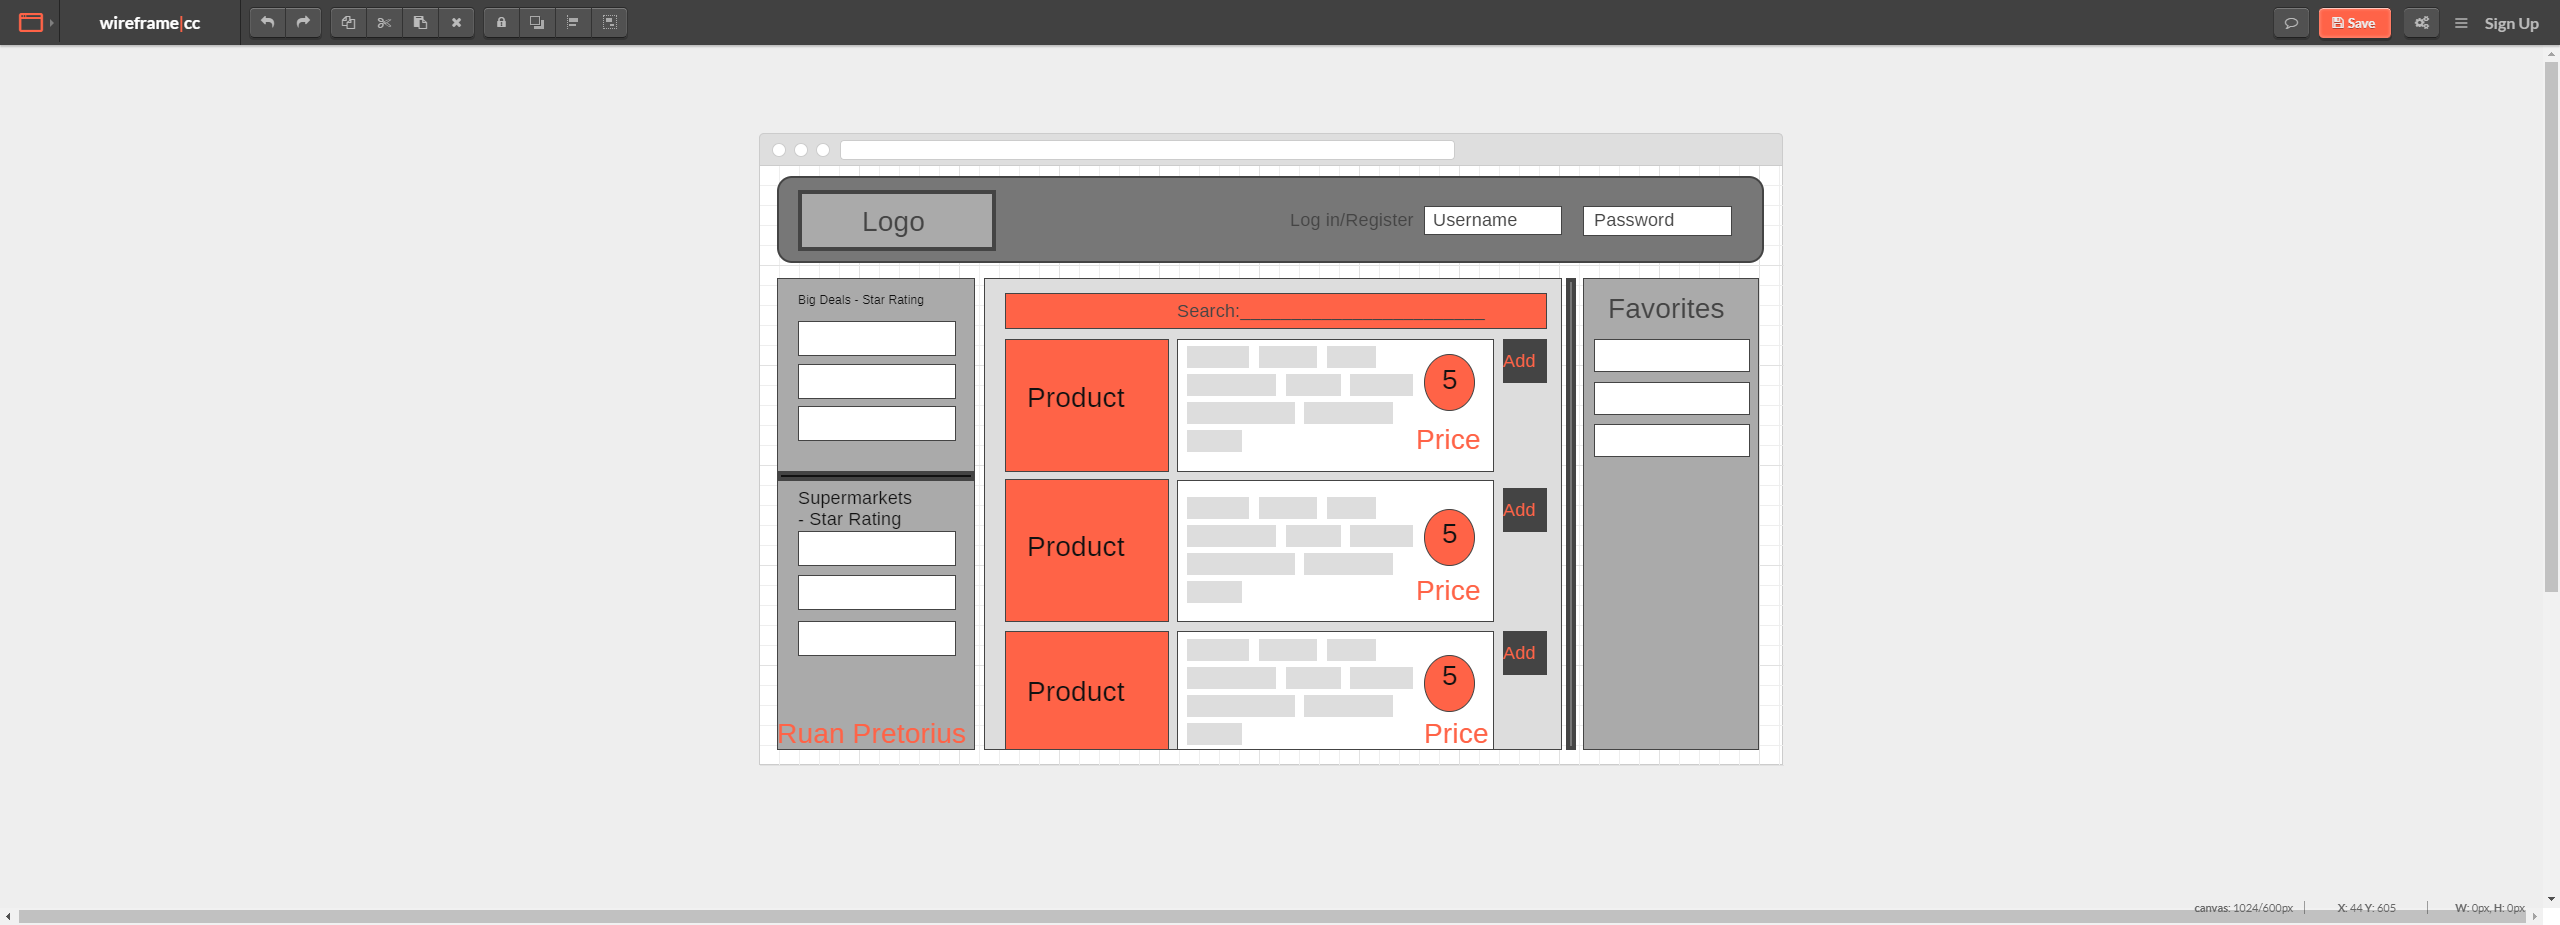 wireframe|cc
Save
Sign Up
Logo
Log in/Register
Username
Password
Big Deals - Star Rating
Supermarkets
- Star Rating
Ruan Pretorius
Search:________________________
Product
5
Price
Add
Product
5
Price
Add
Product
5
Price
Add
Favorites
canvas: 1024/600px
X: 44 Y: 605
W: 0px, H: 0px